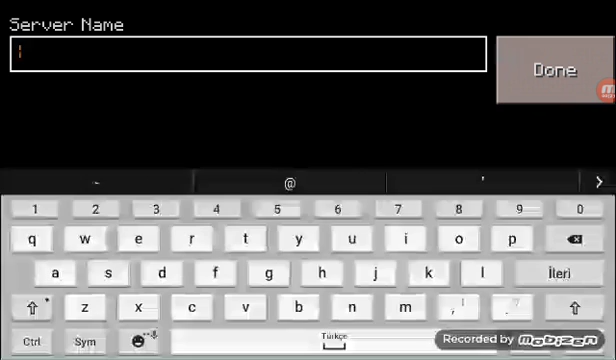 Server Name
Done
~ @ '
1 2 3 4 5 6 7 8 9 0
q w e r t y u i o p
a s d f g h j k l İleri
z x c v b n m , .
Ctrl Sym Türkçe
Recorded by mobizen